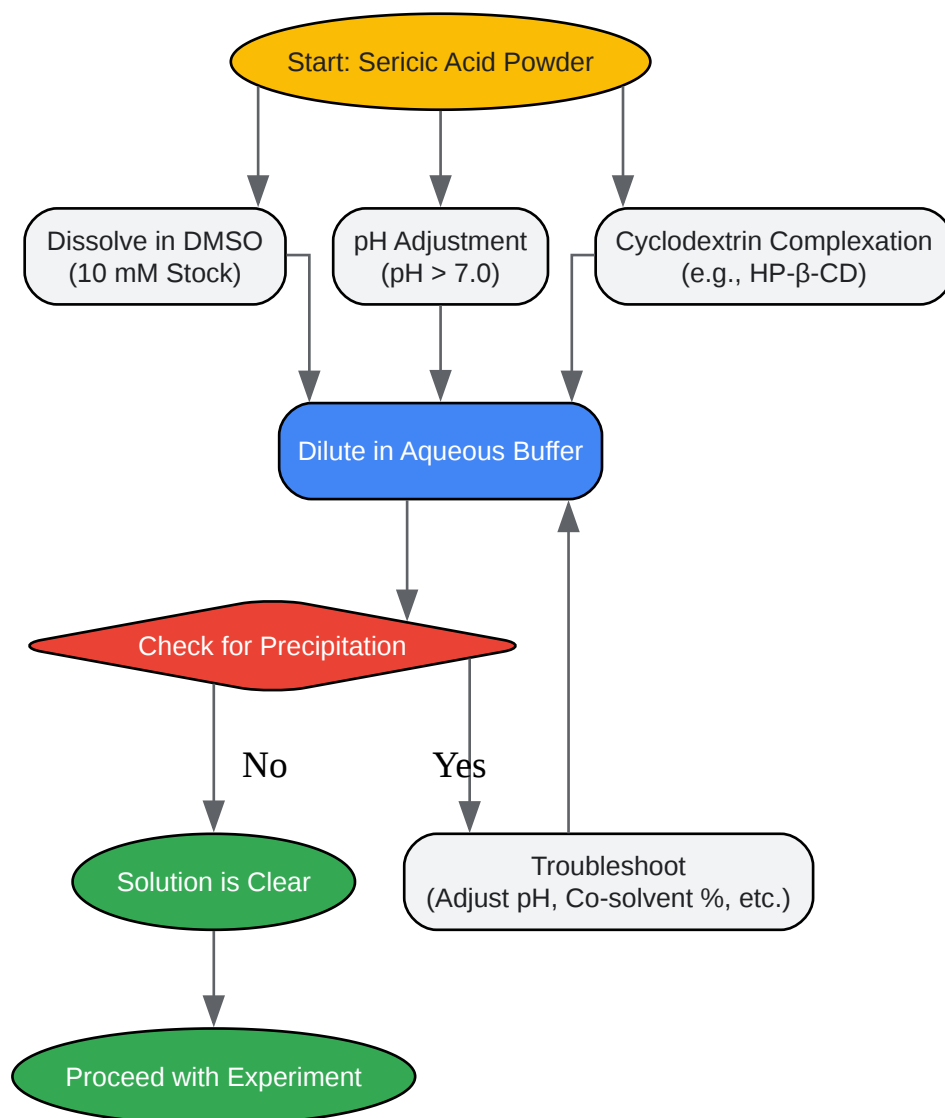 Start: Sericic Acid Powder
Dissolve in DMSO
(10 mM Stock)
pH Adjustment
(pH > 7.0)
Cyclodextrin Complexation
(e.g., HP-β-CD)
Dilute in Aqueous Buffer
Check for Precipitation
No
Yes
Solution is Clear
Troubleshoot
(Adjust pH, Co-solvent %, etc.)
Proceed with Experiment